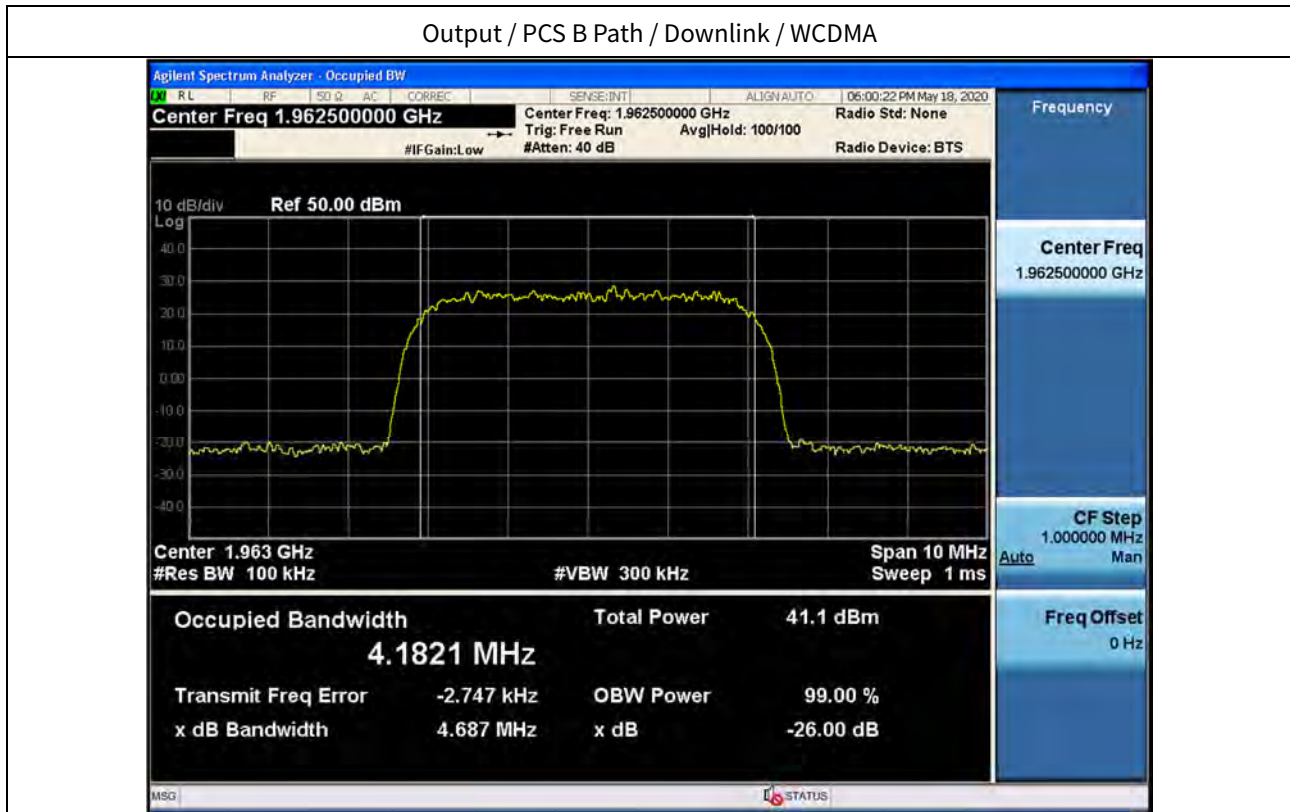 Output / PCS B Path / Downlink / WCDMA
Agilent Spectrum Analyzer - Occupied BW
LXI RL RF 50 Ω AC CORREC SENSE:INT ALIGN AUTO 06:00:22 PM May 18, 2020
Center Freq 1.962500000 GHz
Center Freq: 1.962500000 GHz Radio Std: None
Trig: Free Run Avg|Hold: 100/100
#IFGain:Low #Atten: 40 dB Radio Device: BTS
Frequency
10 dB/div Ref 50.00 dBm
Log
40.0
30.0
20.0
10.0
0.00
-10.0
-20.0
-30.0
-40.0
Center Freq
1.962500000 GHz
Center 1.963 GHz Span 10 MHz
#Res BW 100 kHz #VBW 300 kHz Sweep 1 ms
CF Step
1.000000 MHz
Auto Man
Occupied Bandwidth Total Power 41.1 dBm
4.1821 MHz
Transmit Freq Error -2.747 kHz OBW Power 99.00 %
x dB Bandwidth 4.687 MHz x dB -26.00 dB
Freq Offset
0 Hz
MSG STATUS